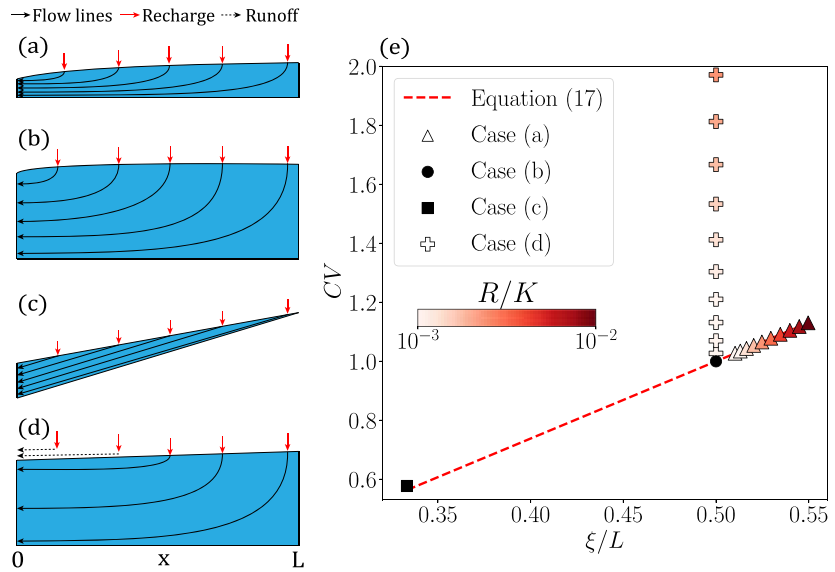 Flow lines Recharge Runoff
(a)
(b)
(c)
(d)
0 x L
(e)
2.0
1.8
1.6
1.4
1.2
1.0
0.8
0.6
CV
Equation (17)
Case (a)
Case (b)
Case (c)
Case (d)
R/K
10⁻³ 10⁻²
0.35 0.40 0.45 0.50 0.55
ξ/L